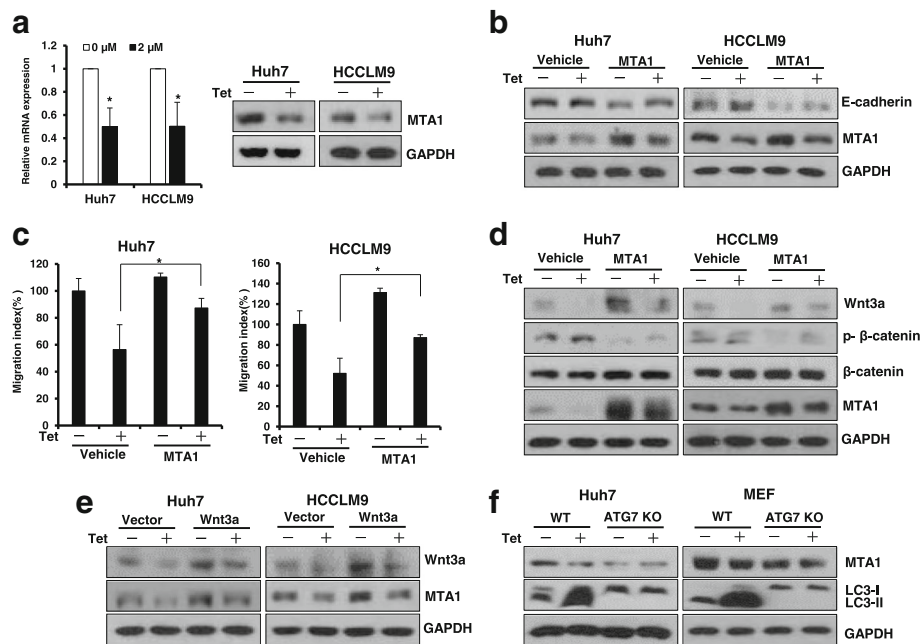 a
0 μM 2 μM
Relative mRNA expression
1.2
1
0.8
0.6
0.4
0.2
0
* *
Huh7 HCCLM9
Huh7 HCCLM9
Tet − + − +
MTA1
GAPDH
b
Huh7 HCCLM9
Vehicle MTA1 Vehicle MTA1
Tet − + − + − + − +
E-cadherin
MTA1
GAPDH
c
Huh7
Migration index(%)
120
100
80
60
40
20
0
*
Tet − + − +
Vehicle MTA1
HCCLM9
Migration index(%)
160
140
120
100
80
60
40
20
0
*
Tet − + − +
Vehicle MTA1
d
Huh7 HCCLM9
Vehicle MTA1 Vehicle MTA1
Tet − + − + − + − +
Wnt3a
p- β-catenin
β-catenin
MTA1
GAPDH
e
Huh7 HCCLM9
Vector Wnt3a Vector Wnt3a
Tet − + − + − + − +
Wnt3a
MTA1
GAPDH
f
Huh7 MEF
WT ATG7 KO WT ATG7 KO
Tet − + − + − + − +
MTA1
LC3-I
LC3-II
GAPDH